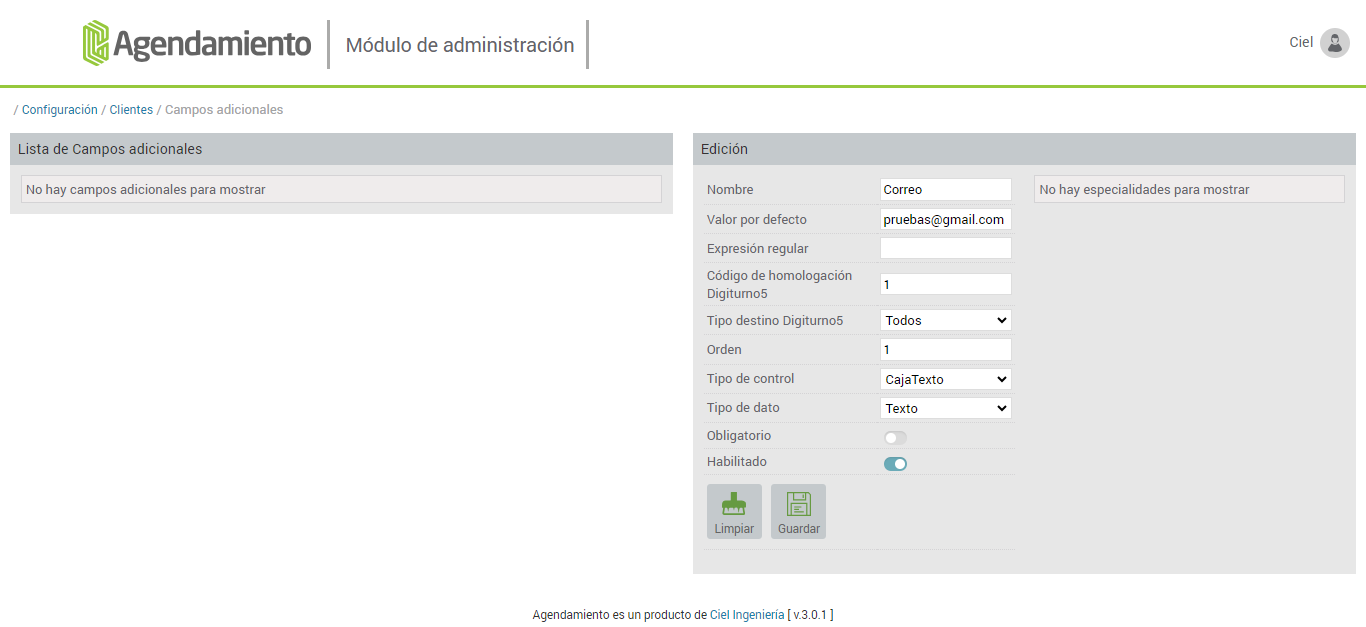 Agendamiento
Módulo de administración
Ciel
/ Configuración / Clientes / Campos adicionales
Lista de Campos adicionales
No hay campos adicionales para mostrar
Edición
Nombre
Correo
No hay especialidades para mostrar
Valor por defecto
pruebas@gmail.com
Expresión regular
Código de homologación
Digiturno5
1
Tipo destino Digiturno5
Todos
Orden
1
Tipo de control
CajaTexto
Tipo de dato
Texto
Obligatorio
Habilitado
Limpiar
Guardar
Agendamiento es un producto de Ciel Ingeniería [ v.3.0.1 ]